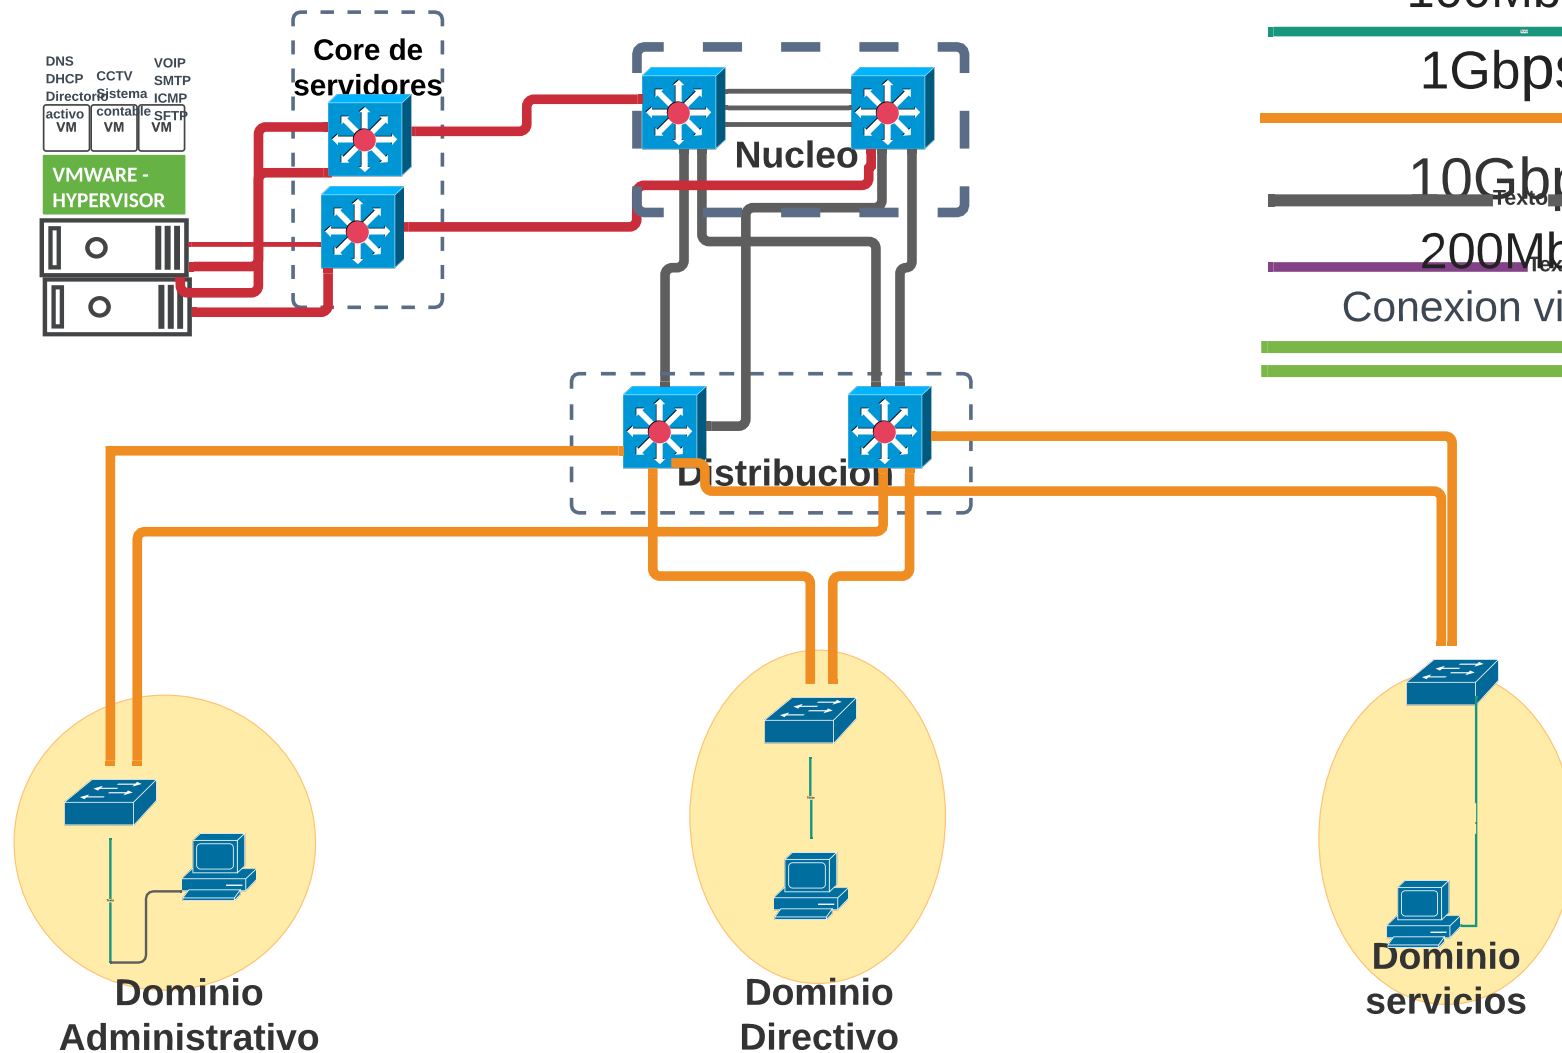 DNS
DHCP
Directorio
activo
CCTV
Sistema
contable
VOIP
SMTP
ICMP
SFTP
VM
VM
VM
VMWARE -
HYPERVISOR
Core de
servidores
Nucleo
Distribucion
1Gbps
Texto
Conexion vi
Dominio
Administrativo
Dominio
Directivo
Dominio
servicios